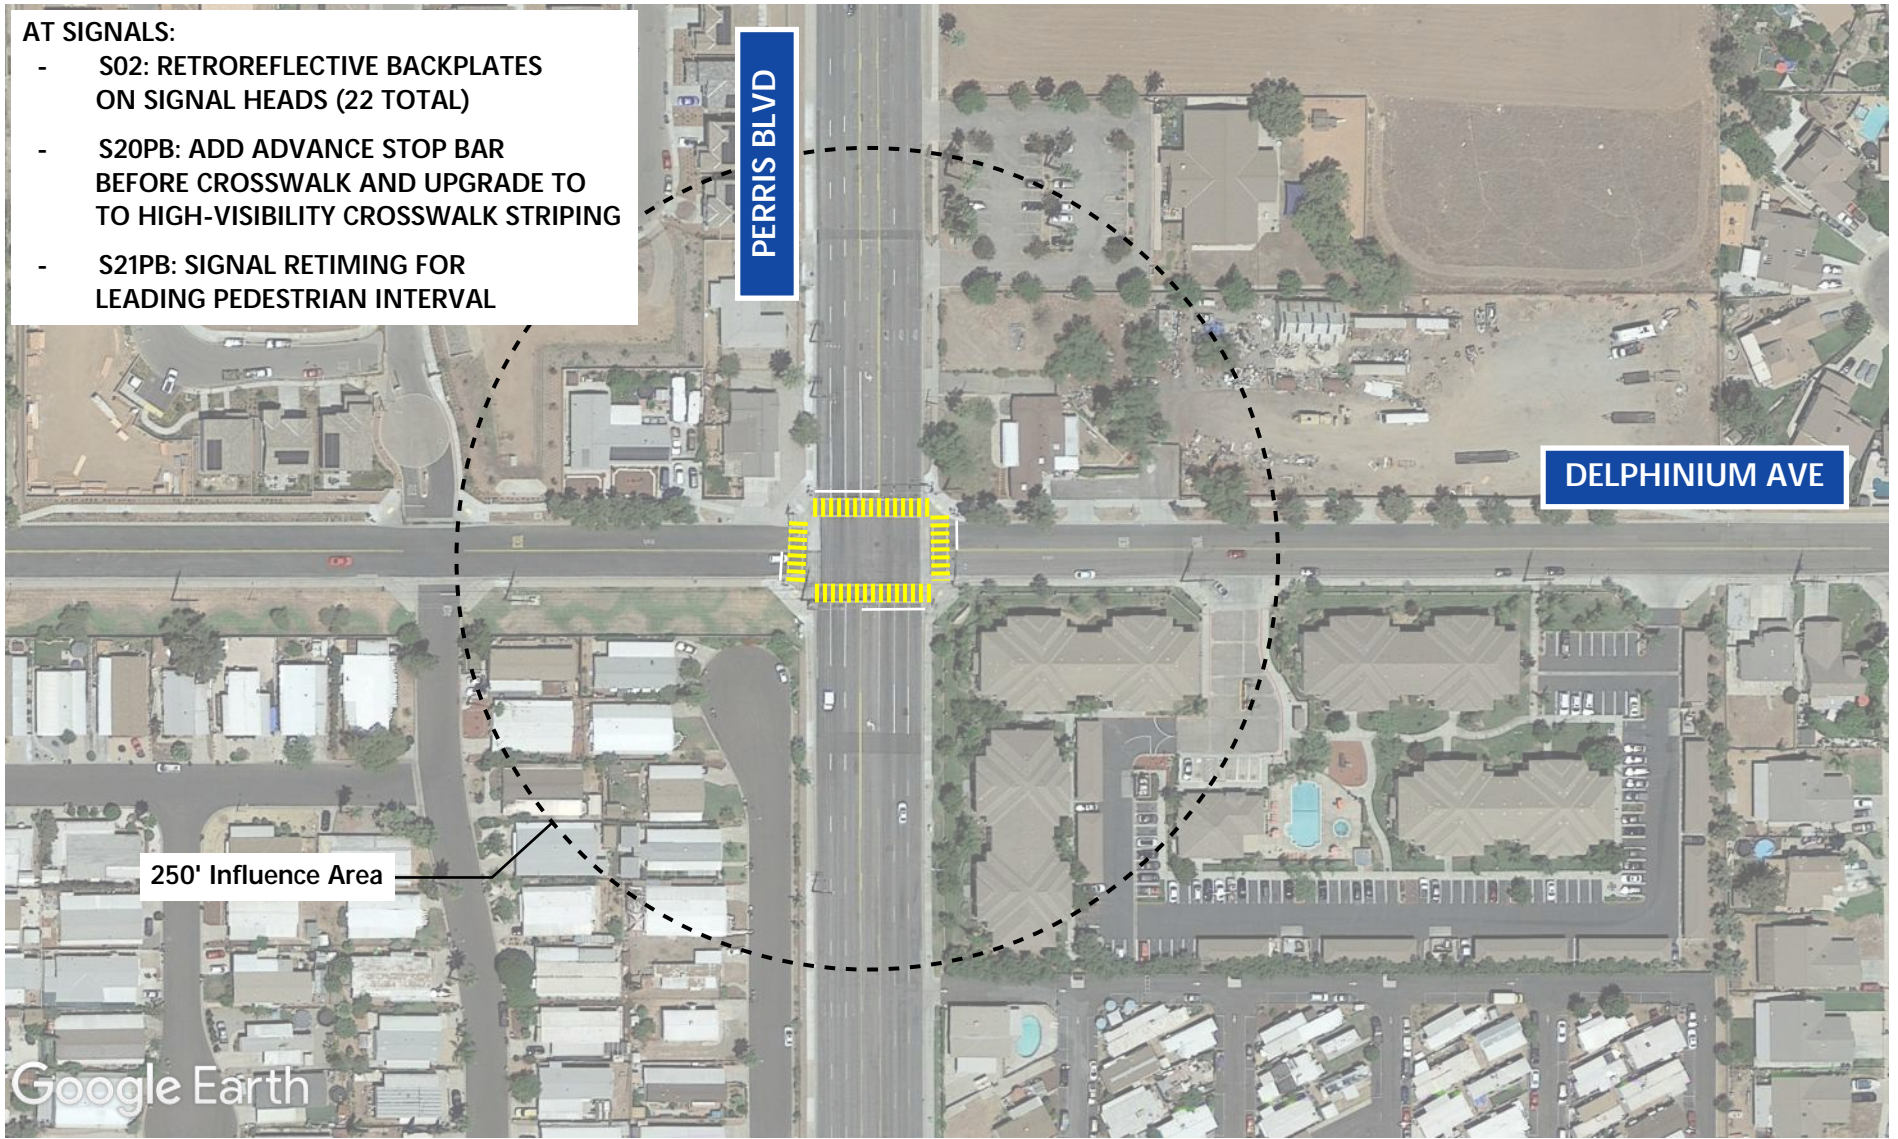 AT SIGNALS:
- S02: RETROREFLECTIVE BACKPLATES
ON SIGNAL HEADS (22 TOTAL)
- S20PB: ADD ADVANCE STOP BAR
BEFORE CROSSWALK AND UPGRADE TO
TO HIGH-VISIBILITY CROSSWALK STRIPING
- S21PB: SIGNAL RETIMING FOR
LEADING PEDESTRIAN INTERVAL
PERRIS BLVD
DELPHINIUM AVE
250' Influence Area
Google Earth